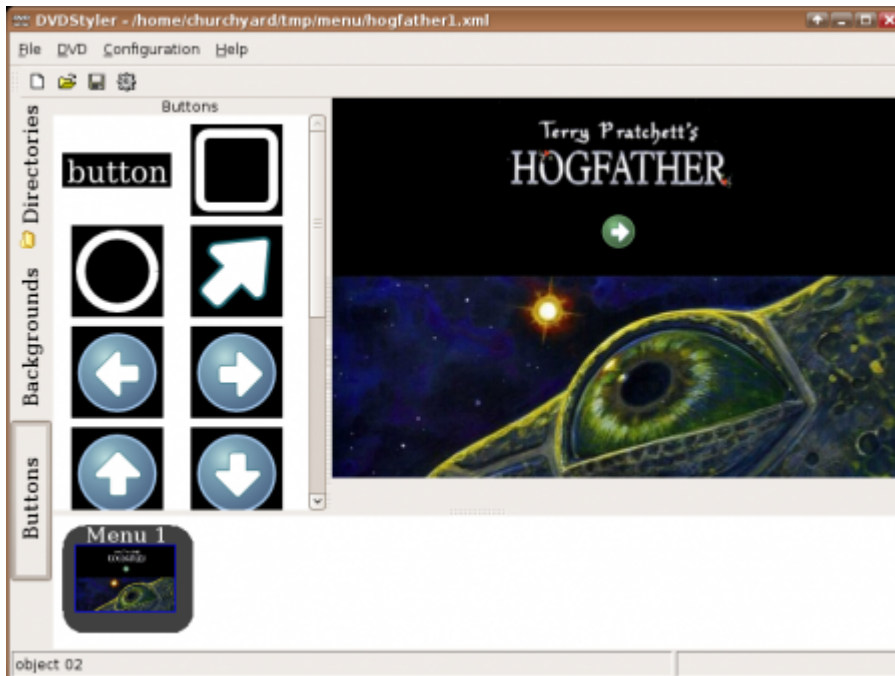 DVDStyler - /home/churchyard/tmp/menu/hogfather1.xml
File DVD Configuration Help
Directories
Backgrounds
Buttons
Buttons
button
Terry Pratchett's
HOGFATHER
Menu 1
object 02